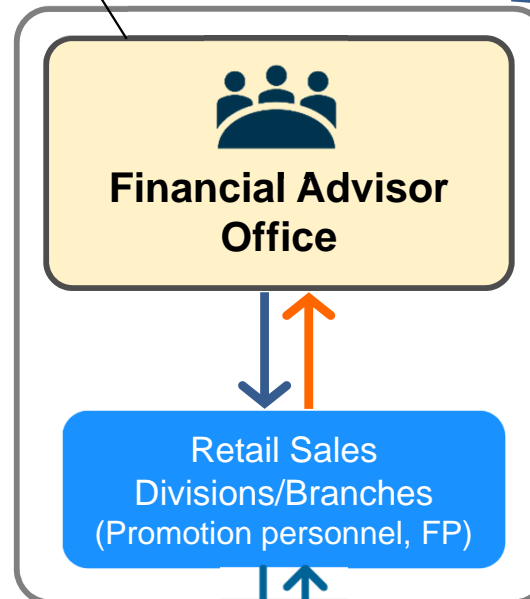 Financial Advisor
Office
Retail Sales
Divisions/Branches
(Promotion personnel, FP)